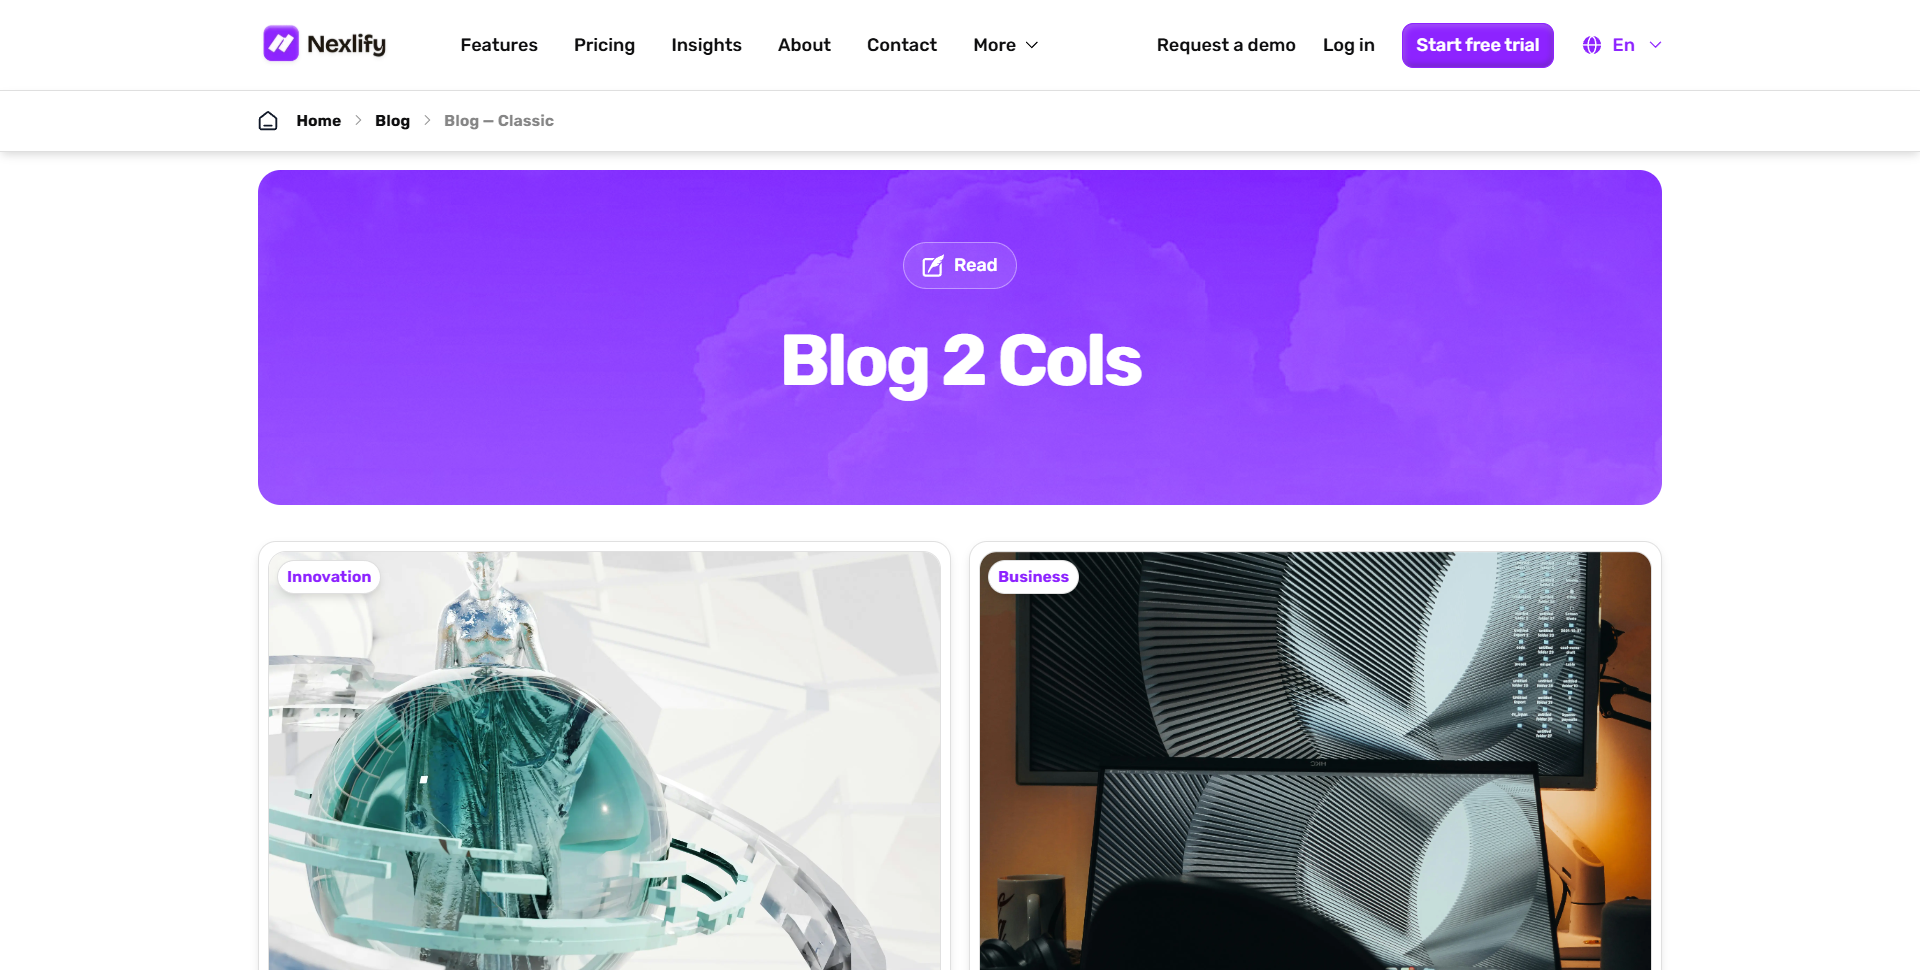 Nexlify
Features
Pricing
Insights
About
Contact
More
Request a demo
Log in
Start free trial
En
Home
Blog
Blog – Classic
Read
Blog 2 Cols
Innovation
Business